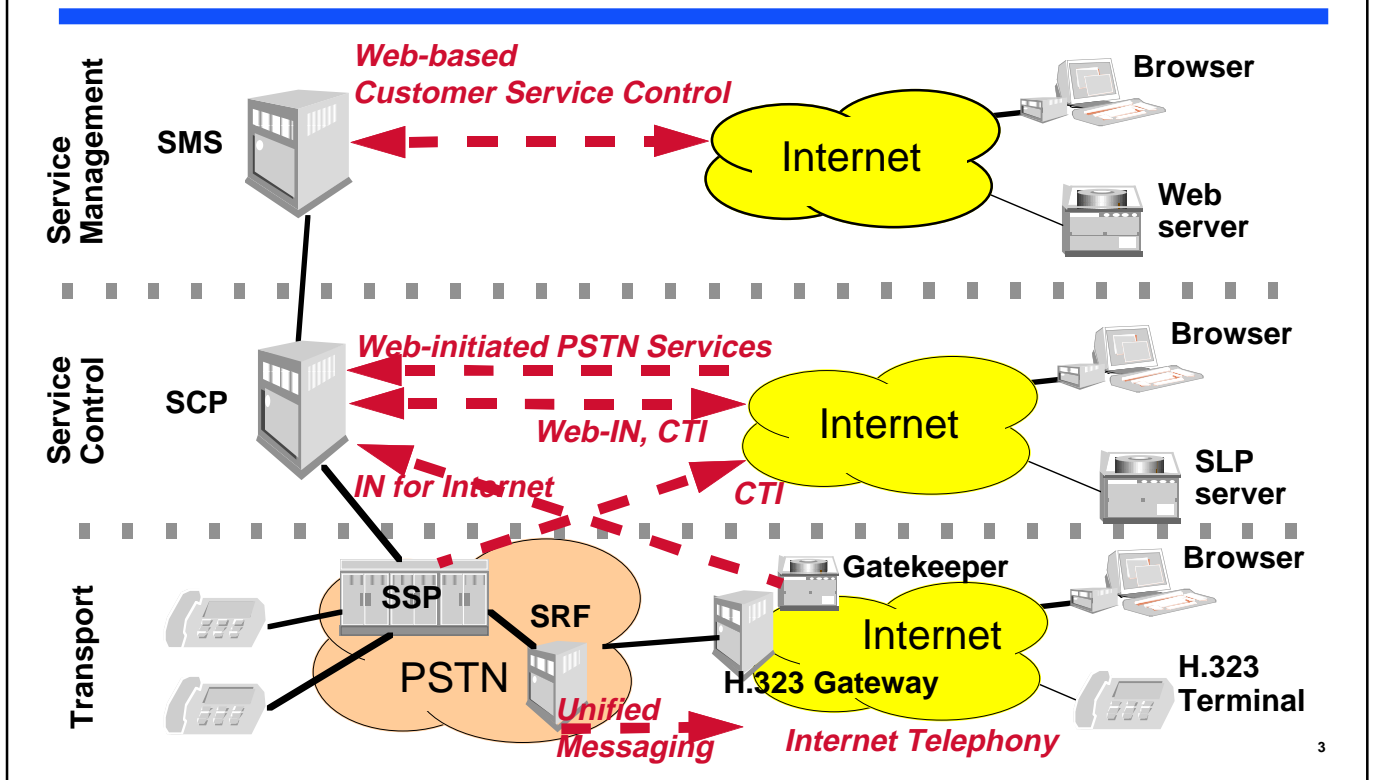 Service
Management
Web-based
Customer Service Control
SMS
Internet
Browser
Web
server
Service
Control
Web-initiated PSTN Services
SCP
Web-IN, CTI
IN for Internet
CTI
Internet
Browser
SLP
server
Transport
SSP
SRF
PSTN
Unified
Messaging
Gatekeeper
Internet
H.323 Gateway
Internet Telephony
Browser
H.323
Terminal
3